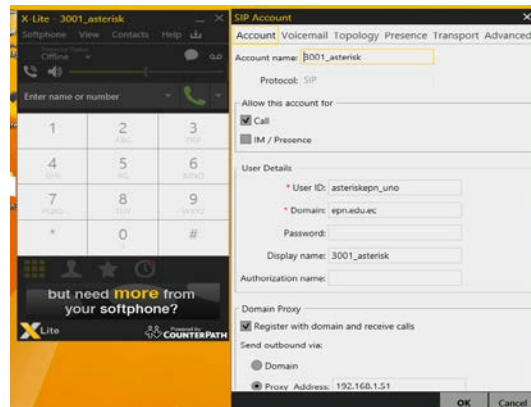 X-Lite - 3001_asterisk
Softphone View Contacts Help
Offline
Enter name or number
1
2
ABC
3
DEF
4
GHI
5
JKL
6
MNO
7
PQRS
8
TUV
9
WXYZ
*
0
#
but need more from
your softphone?
X Lite
Powered by
COUNTERPATH
SIP Account
Account Voicemail Topology Presence Transport Advanced
Account name: 3001_asterisk
Protocol: SIP
Allow this account for
Call
IM / Presence
User Details
* User ID: asteriskepn_uno
* Domain: epn.edu.ec
Password:
Display name: 3001_asterisk
Authorization name:
Domain Proxy
Register with domain and receive calls
Send outbound via:
Domain
Proxy Address: 192.168.1.51
OK Cancel